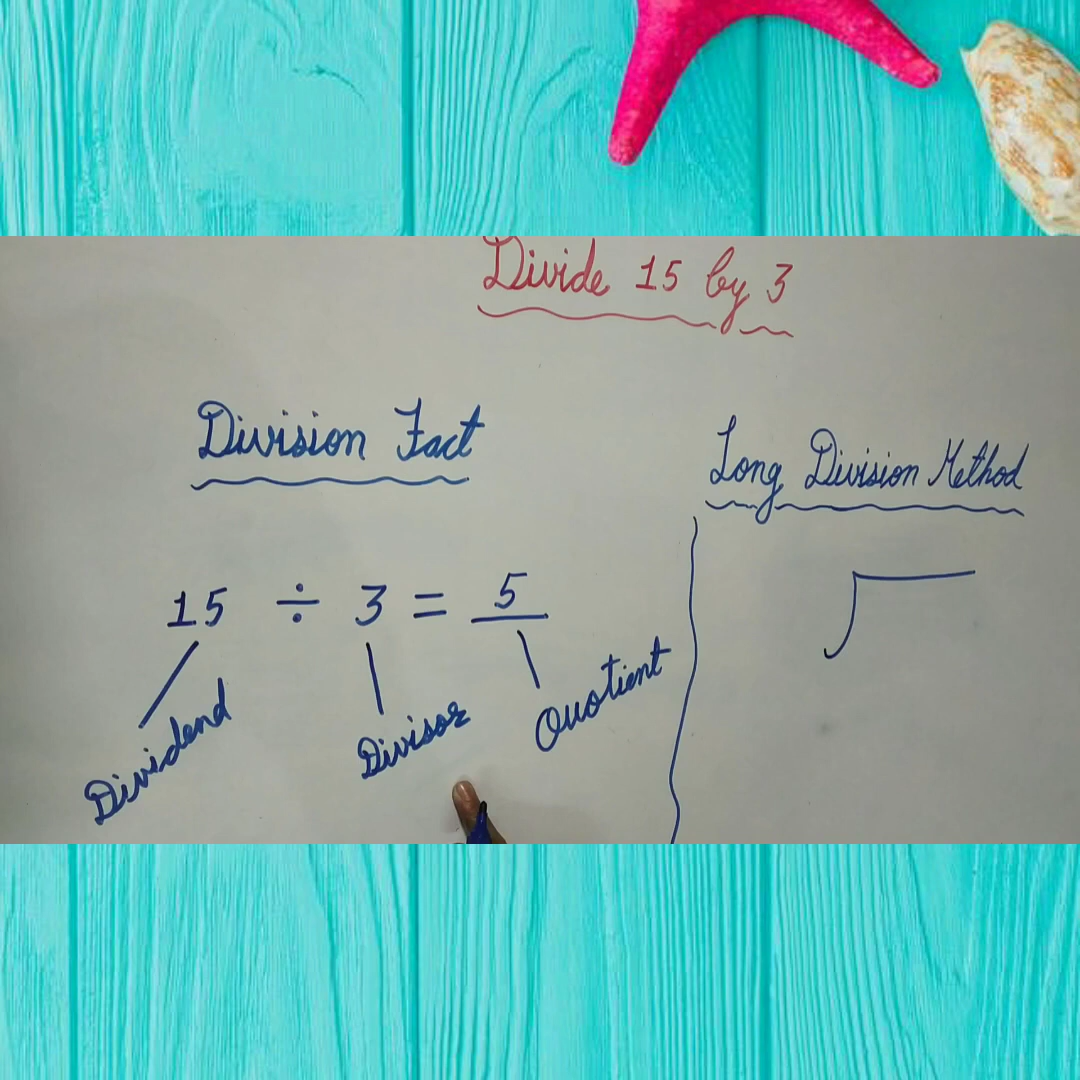 Divide 15 by 3
Division Fact
15 ÷ 3 = 5
Dividend
Divisor
Quotient
Long Division Method